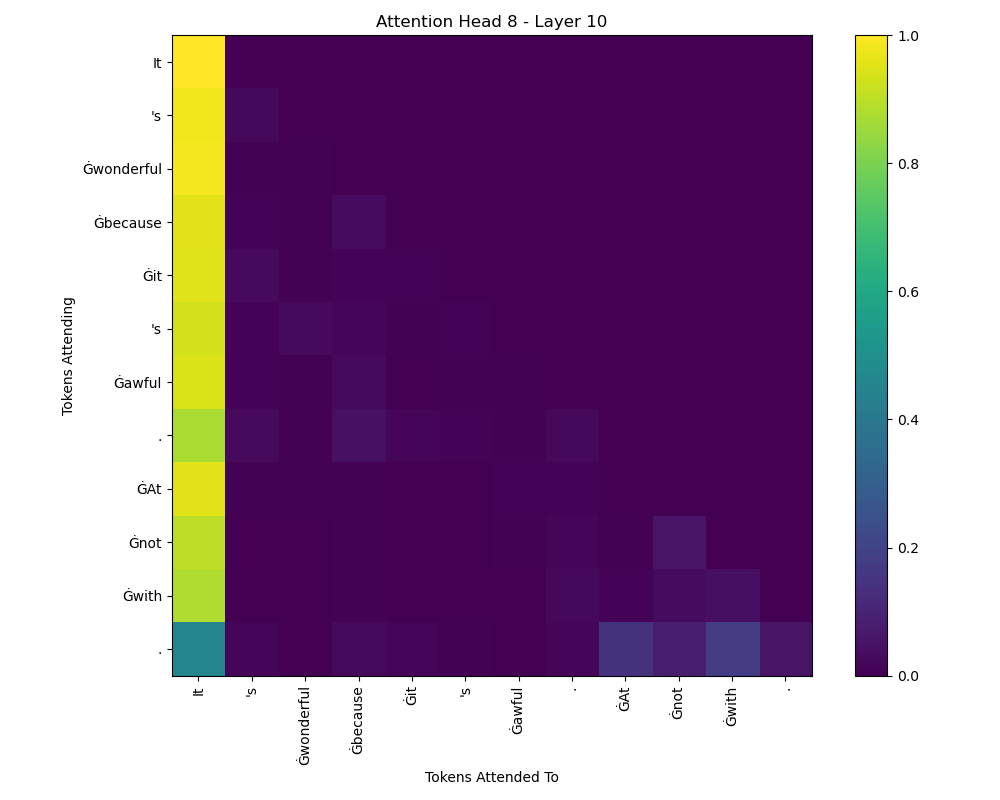 Attention Head 8 - Layer 10
Tokens Attending
It
's
Ġwonderful
Ġbecause
Ġit
's
Ġawful
.
ĠAt
Ġnot
Ġwith
.
It
's
Ġwonderful
Ġbecause
Ġit
's
Ġawful
.
ĠAt
Ġnot
Ġwith
.
Tokens Attended To
1.0
0.8
0.6
0.4
0.2
0.0